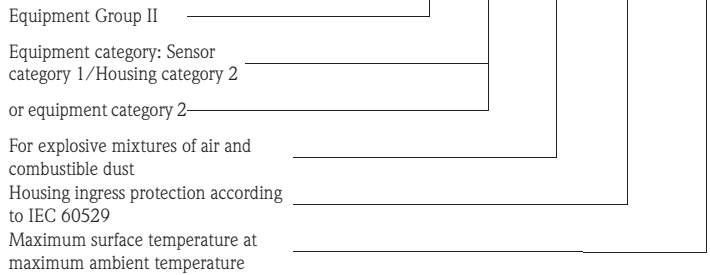 Equipment Group II
Equipment category: Sensor
category 1/Housing category 2
or equipment category 2
For explosive mixtures of air and
combustible dust
Housing ingress protection according
to IEC 60529
Maximum surface temperature at
maximum ambient temperature